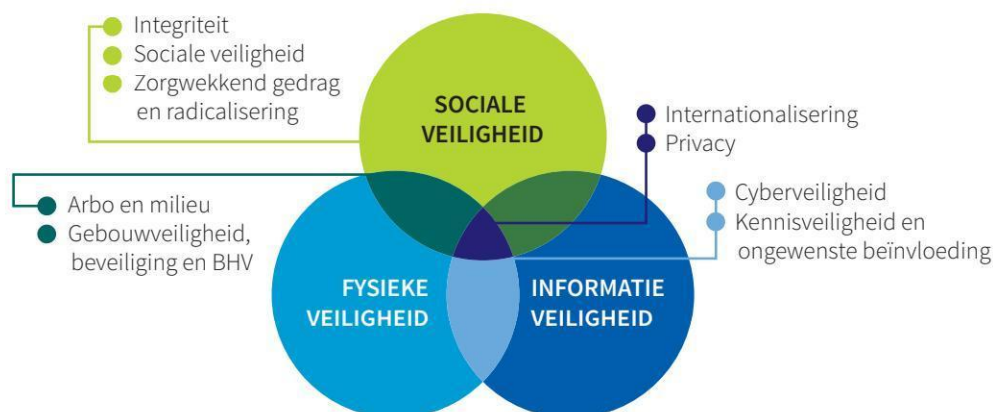 Integriteit
Sociale veiligheid
Zorgwekkend gedrag
en radicalisering
SOCIALE
VEILIGHEID
Internationalisering
Privacy
Arbo en milieu
Gebouwveiligheid,
beveiliging en BHV
Cyberveiligheid
Kennisveiligheid en
ongewenste beïnvloeding
FYSIEKE
VEILIGHEID
INFORMATIE
VEILIGHEID